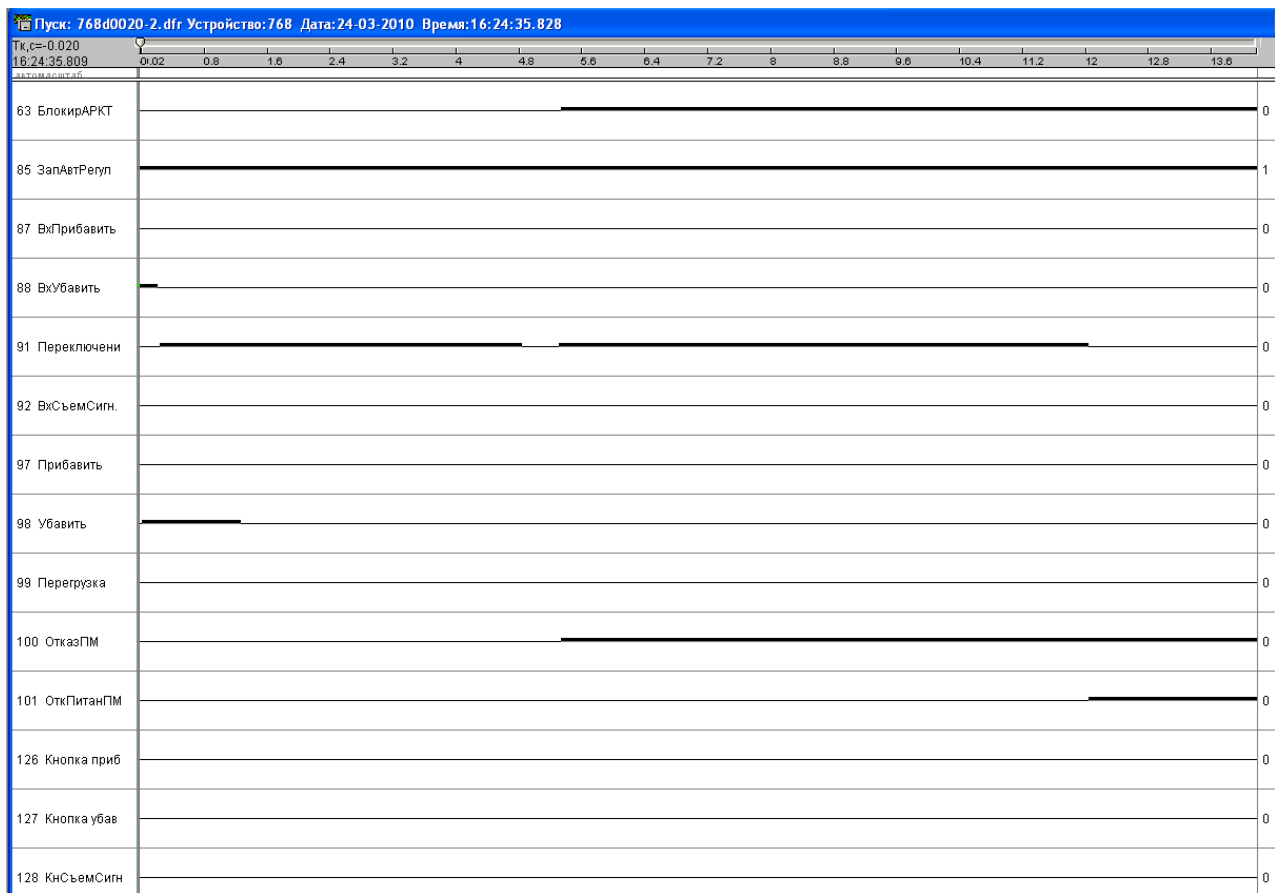 Пуск: 768d0020-2.dfr Устройство:768 Дата:24-03-2010 Время:16:24:35.828
Тк,с=-0.020
16:24:35.809 0.02 0.8 1.6 2.4 3.2 4 4.8 5.6 6.4 7.2 8 8.8 9.6 10.4 11.2 12 12.8 13.6
автомасштаб
63 БлокирАРКТ 0
85 ЗапАвтРегул 1
87 ВхПрибавить 0
88 ВхУбавить 0
91 Переключени 0
92 ВхСъемСигн. 0
97 Прибавить 0
98 Убавить 0
99 Перегрузка 0
100 ОтказПМ 0
101 ОткПитанПМ 0
126 Кнопка приб 0
127 Кнопка убав 0
128 КнСъемСигн 0